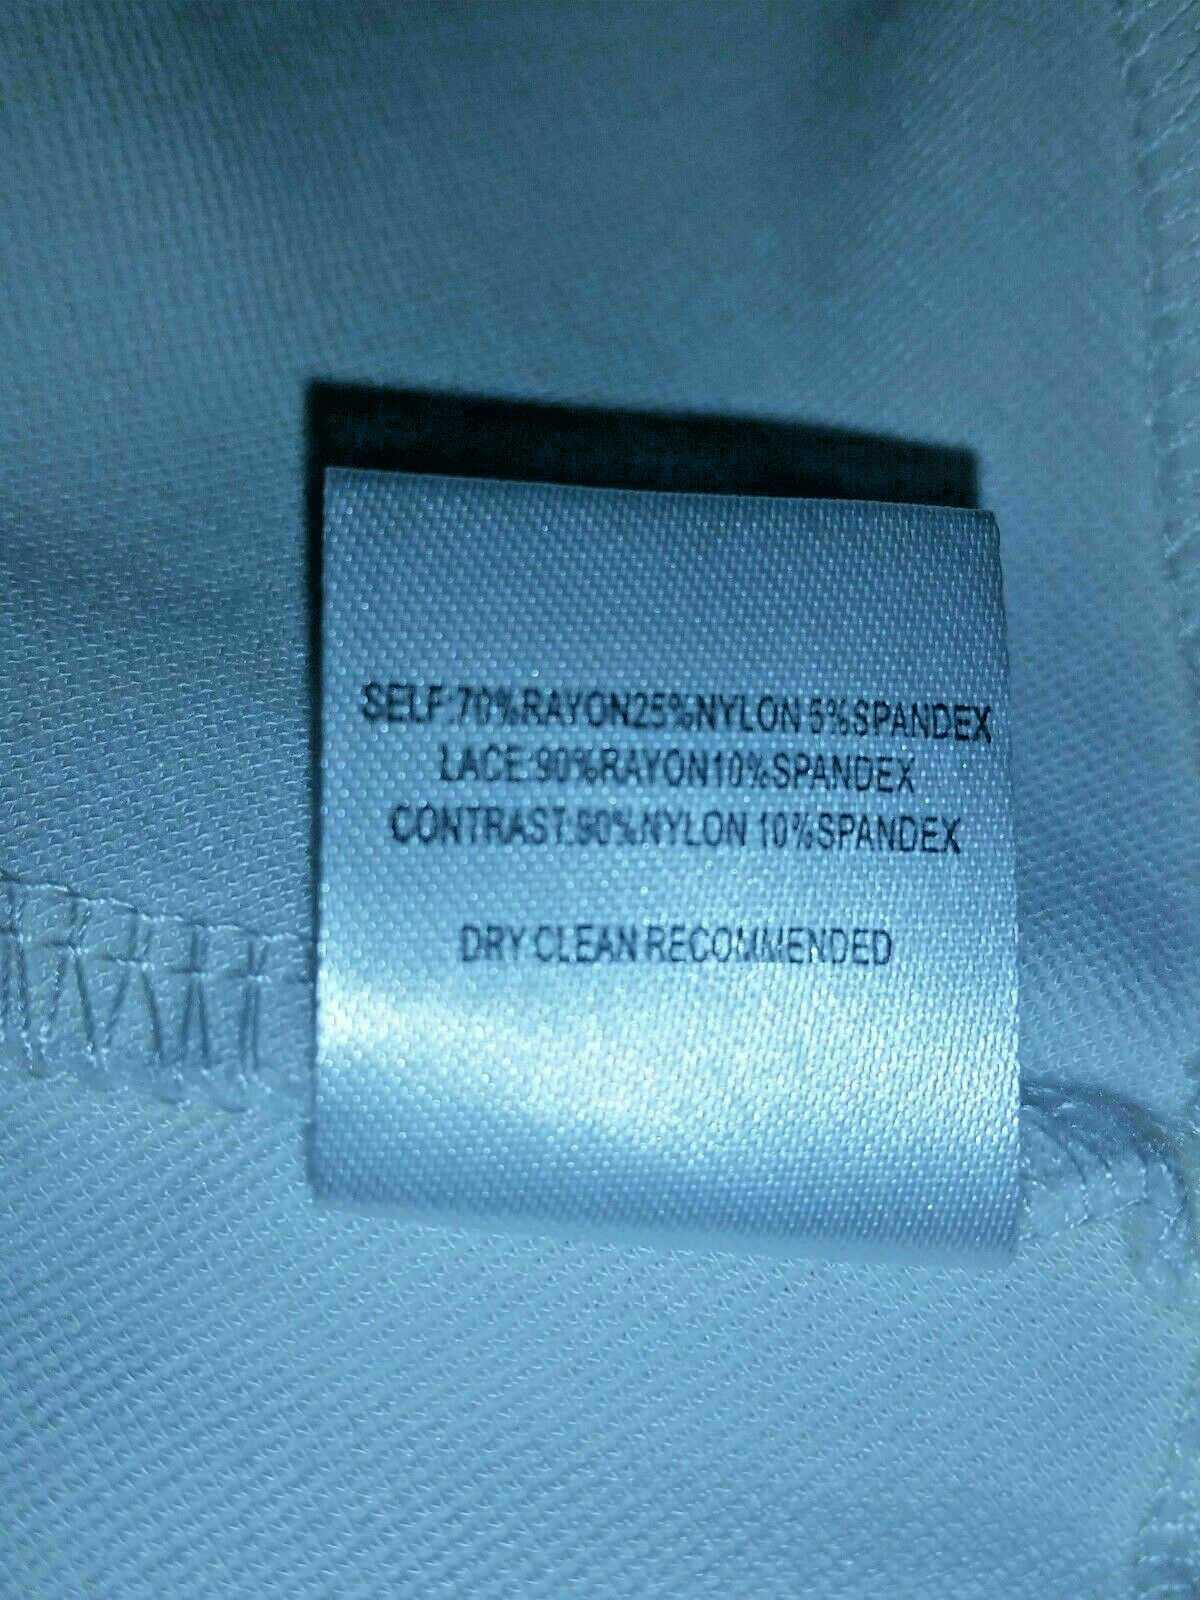 SELF:70%RAYON25%NYLON 5%SPANDEX
LACE:90%RAYON10%SPANDEX
CONTRAST:90%NYLON 10%SPANDEX
DRY CLEAN RECOMMENDED